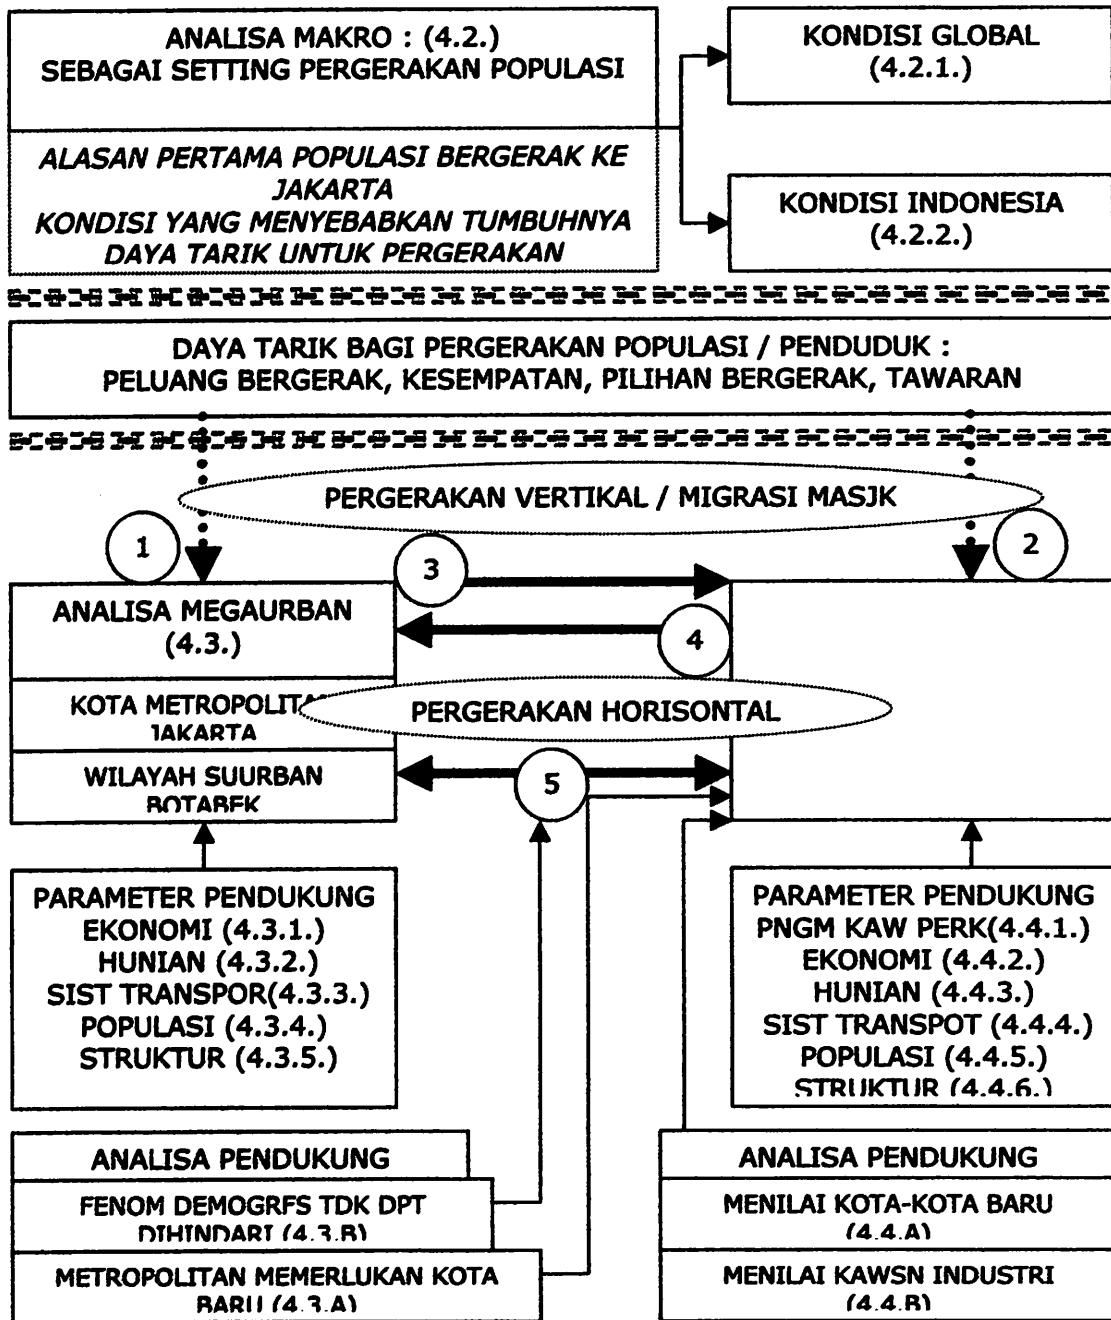 ANALISA MAKRO : (4.2.)
SEBAGAI SETTING PERGERAKAN POPULASI
KONDISI GLOBAL
(4.2.1.)
ALASAN PERTAMA POPULASI BERGERAK KE
JAKARTA
KONDISI YANG MENYEBABKAN TUMBUHNYA
DAYA TARIK UNTUK PERGERAKAN
KONDISI INDONESIA
(4.2.2.)
DAYA TARIK BAGI PERGERAKAN POPULASI / PENDUDUK :
PELUANG BERGERAK, KESEMPATAN, PILIHAN BERGERAK, TAWARAN
PERGERAKAN VERTIKAL / MIGRASI MASJK
1
2
3
4
ANALISA MEGAURBAN
(4.3.)
KOTA METROPOLITA
JAKARTA
PERGERAKAN HORISONTAL
WILAYAH SUURBAN
BOTABEK
5
PARAMETER PENDUKUNG
EKONOMI (4.3.1.)
HUNIAN (4.3.2.)
SIST TRANSPOR(4.3.3.)
POPULASI (4.3.4.)
STRUKTUR (4.3.5.)
PARAMETER PENDUKUNG
PNGM KAW PERK(4.4.1.)
EKONOMI (4.4.2.)
HUNIAN (4.4.3.)
SIST TRANSPOT (4.4.4.)
POPULASI (4.4.5.)
STRUKTUR (4.4.6.)
ANALISA PENDUKUNG
FENOM DEMOGRFS TDK DPT
DIHINDARI (4.3.B)
METROPOLITAN MEMERLUKAN KOTA
BARU (4.3.A)
ANALISA PENDUKUNG
MENILAI KOTA-KOTA BARU
(4.4.A)
MENILAI KAWSN INDUSTRI
(4.4.B)